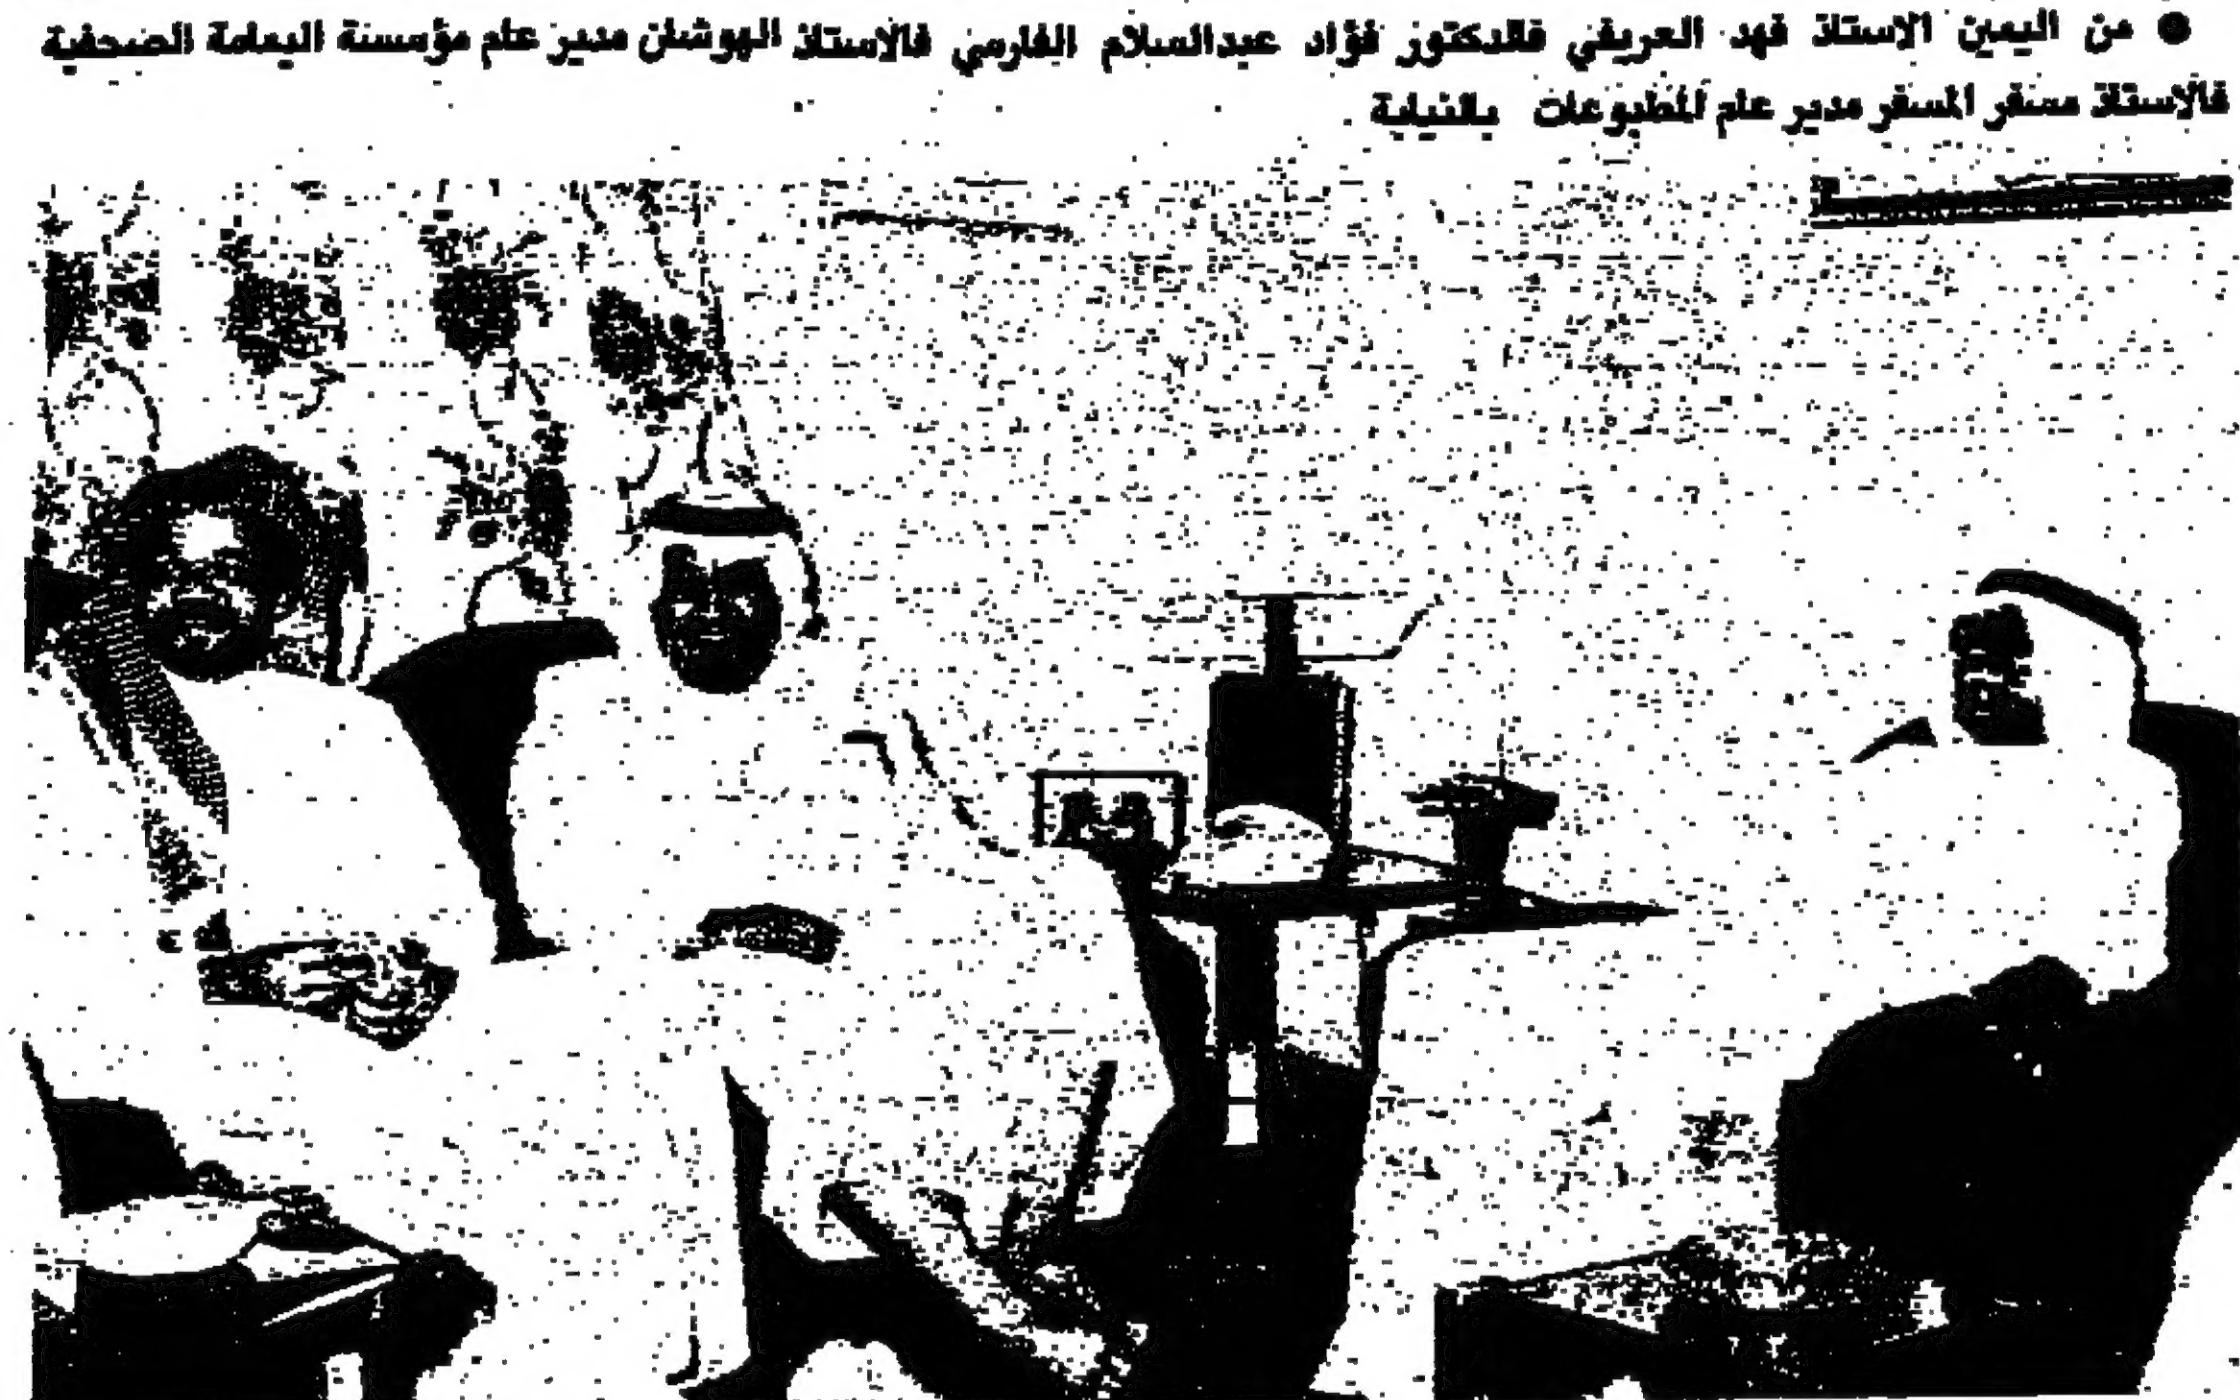 ● من اليمين الاستاذ فهد العريفي فالدكتور فؤاد عبدالسلام الفارسي فالاستاذ الهوشان مدير عام مؤسسة اليمامة الصحفية
فالاستاذ مسفر المسفر مدير عام المطبوعات بالنيابة .